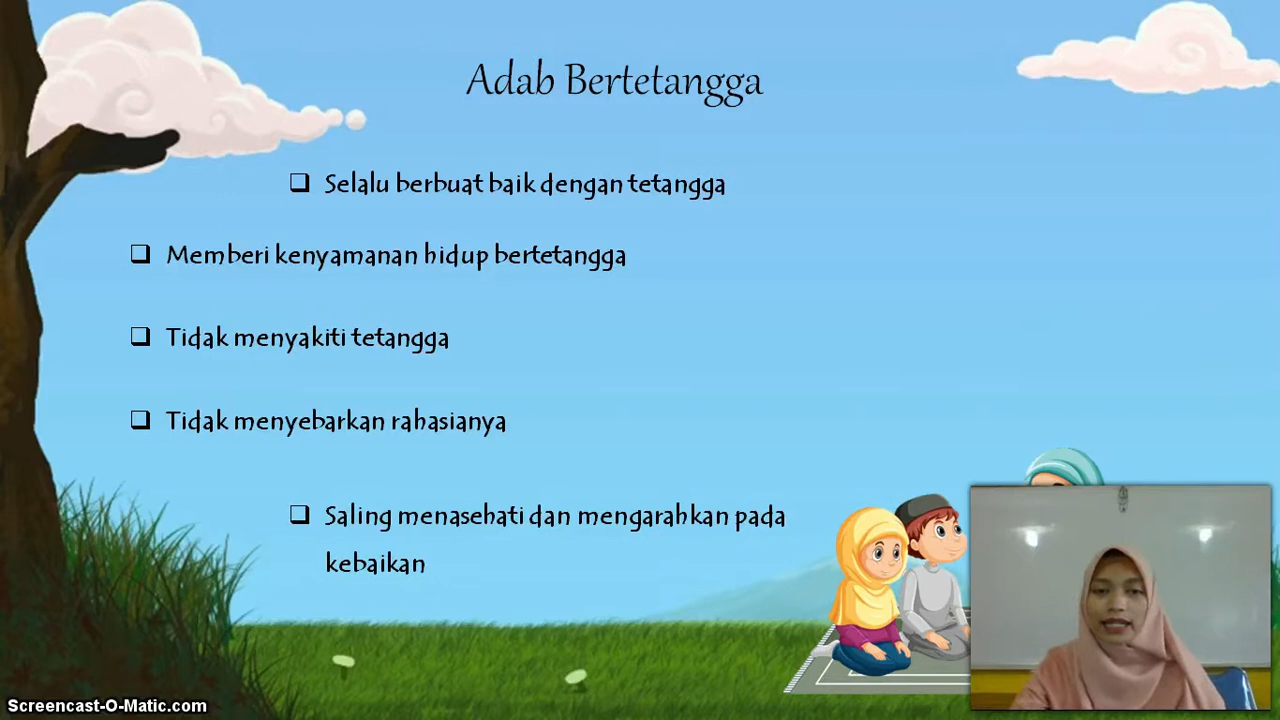 Adab Bertetangga
❑ Selalu berbuat baik dengan tetangga
❑ Memberi kenyamanan hidup bertetangga
❑ Tidak menyakiti tetangga
❑ Tidak menyebarkan rahasianya
❑ Saling menasehati dan mengarahkan pada
kebaikan
Screencast-O-Matic.com